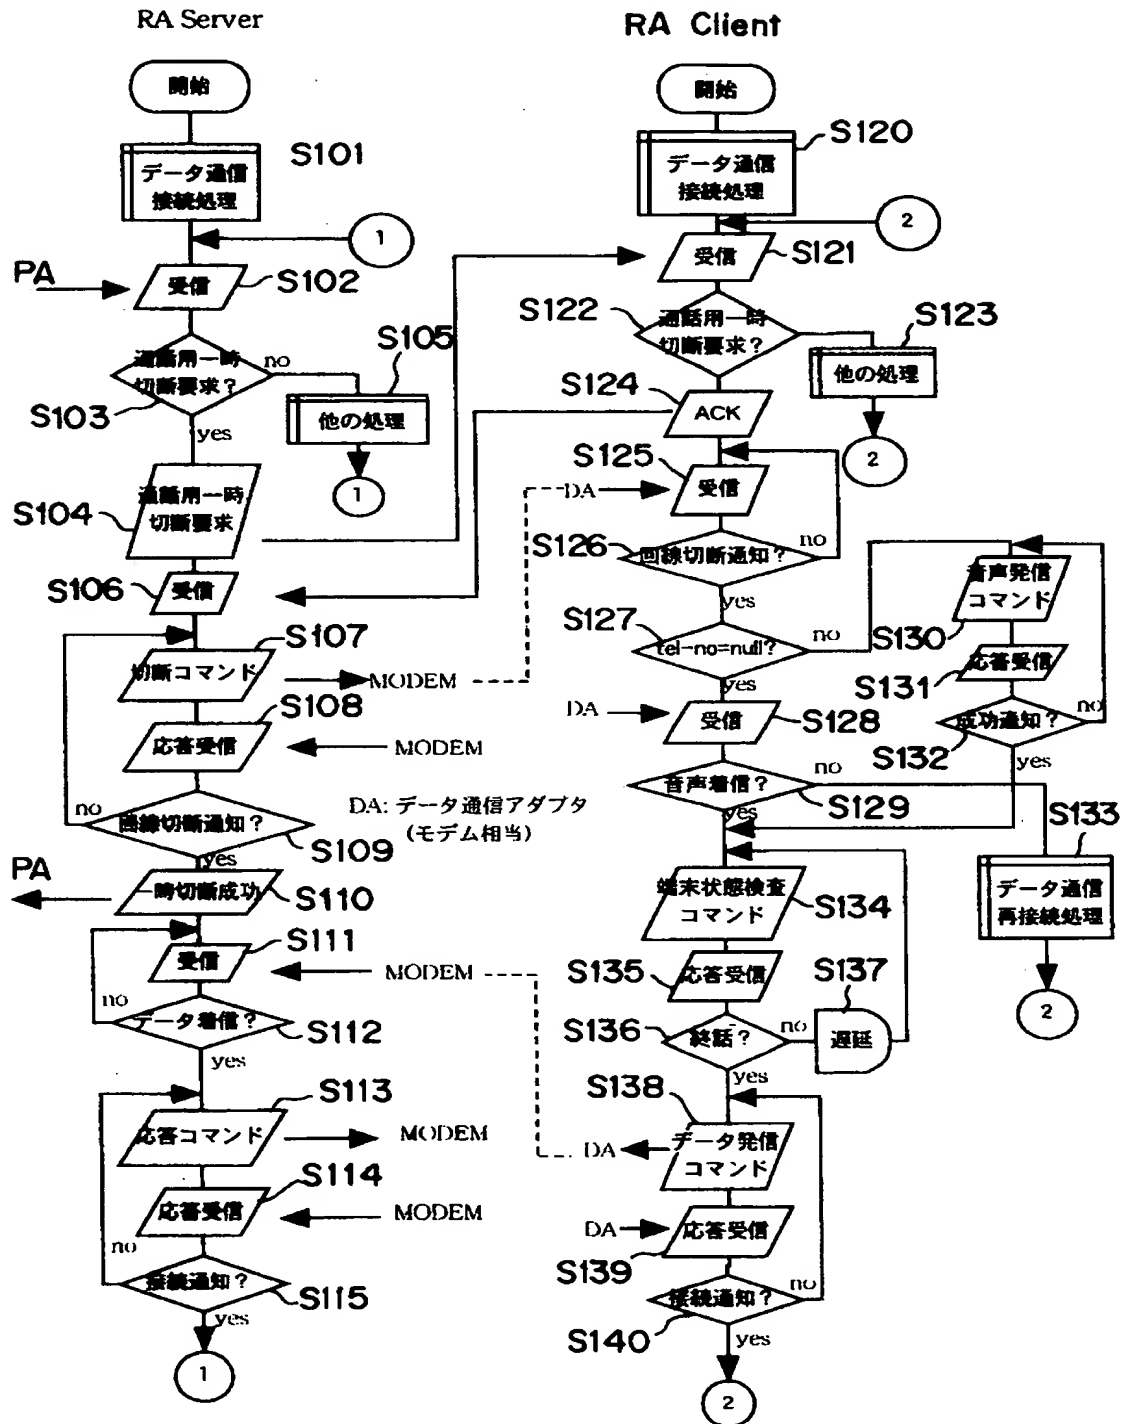 RA Server
開始
S101
データ通信
接続処理
1
PA
受信
S102
通話用一時
切断要求?
no
S103
yes
S105
他の処理
1
S104
通話用一時
切断要求
S106
受信
S107
切断コマンド
MODEM
S108
応答受信
MODEM
no
回線切断通知?
S109
yes
DA: データ通信アダプタ
(モデム相当)
PA
一時切断成功
S110
S111
受信
MODEM
no
データ着信?
S112
yes
S113
応答コマンド
MODEM
S114
応答受信
MODEM
no
接続通知?
S115
yes
1
RA Client
開始
S120
データ通信
接続処理
2
受信
S121
S122
通話用一時
切断要求?
S123
他の処理
2
S124
ACK
S125
DA
受信
S126
回線切断通知?
no
yes
S127
tel-no=null?
no
yes
音声発信
コマンド
S130
応答受信
S131
成功通知?
no
S132
yes
DA
受信
S128
音声着信?
no
S129
yes
S133
データ通信
再接続処理
2
端末状態検査
コマンド
S134
S135
応答受信
S137
S136
終話?
no
遅延
yes
S138
DA
データ発信
コマンド
DA
応答受信
S139
接続通知?
no
S140
yes
2